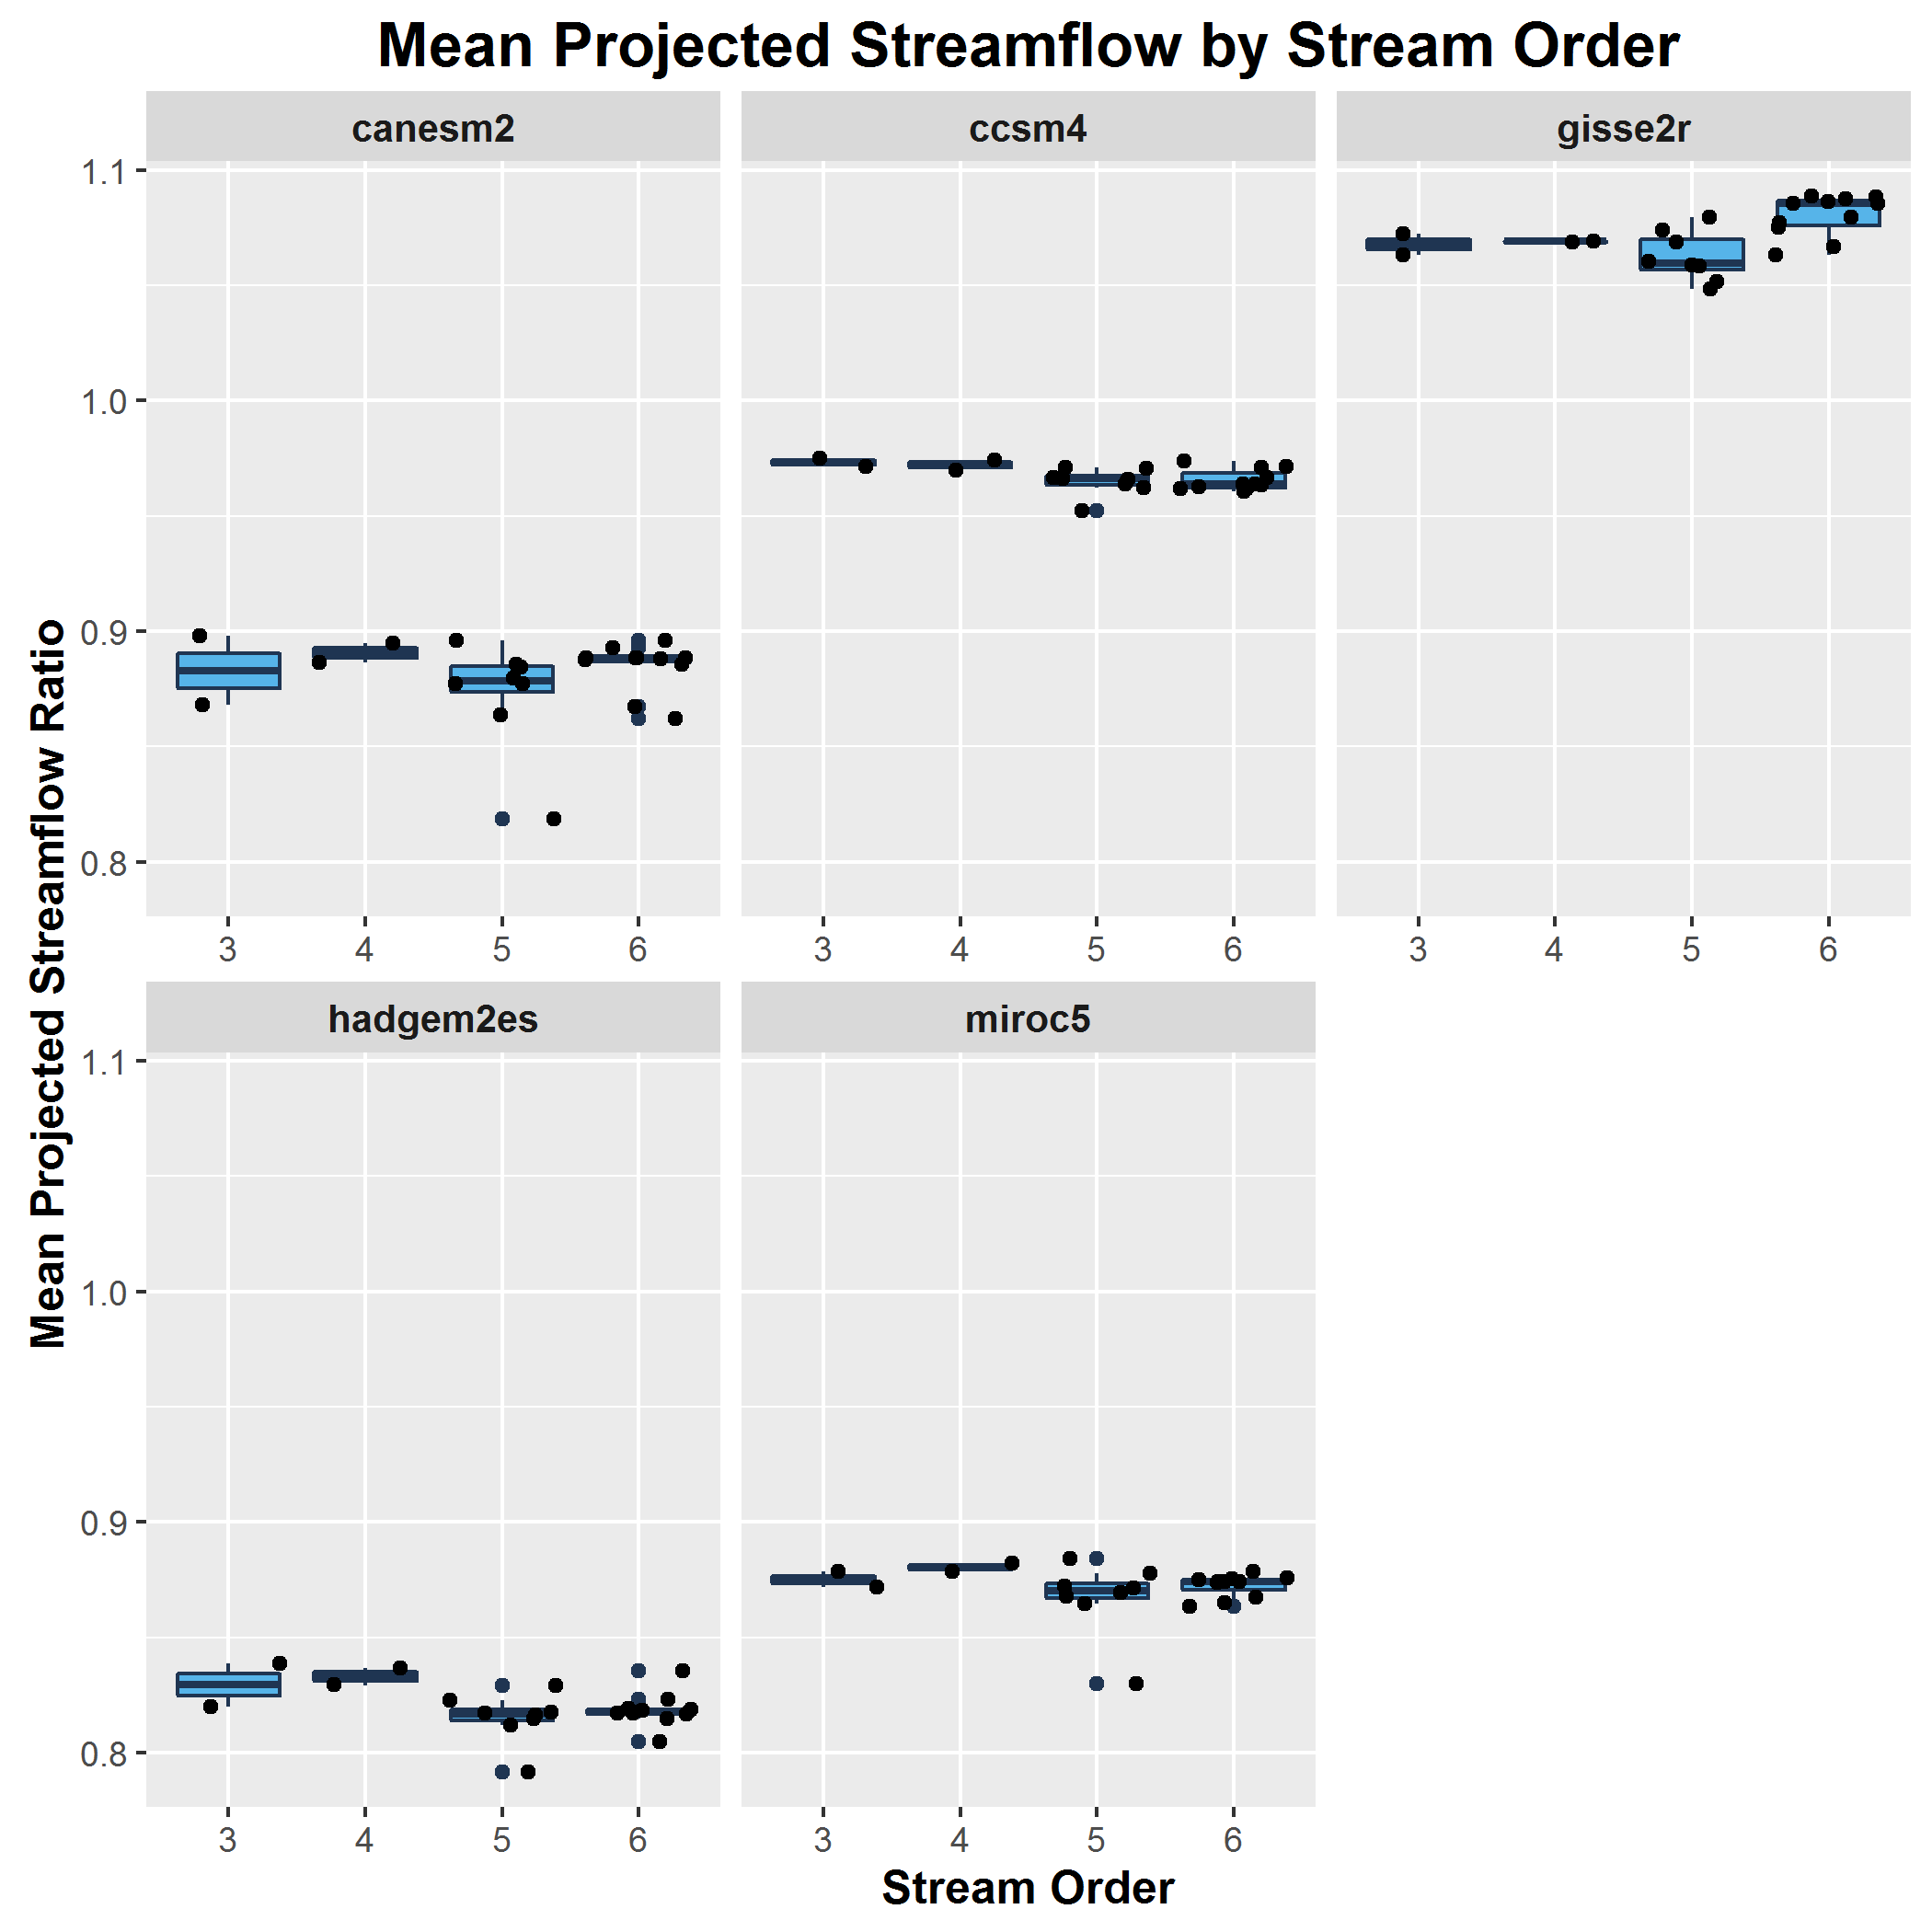 Mean Projected Streamflow by Stream Order
canesm2
ccsm4
gisse2r
1.1
1.0
0.9
0.8
3 4 5 6
3 4 5 6
3 4 5 6
Mean Projected Streamflow Ratio
hadgem2es
miroc5
1.1
1.0
0.9
0.8
3 4 5 6
3 4 5 6
Stream Order